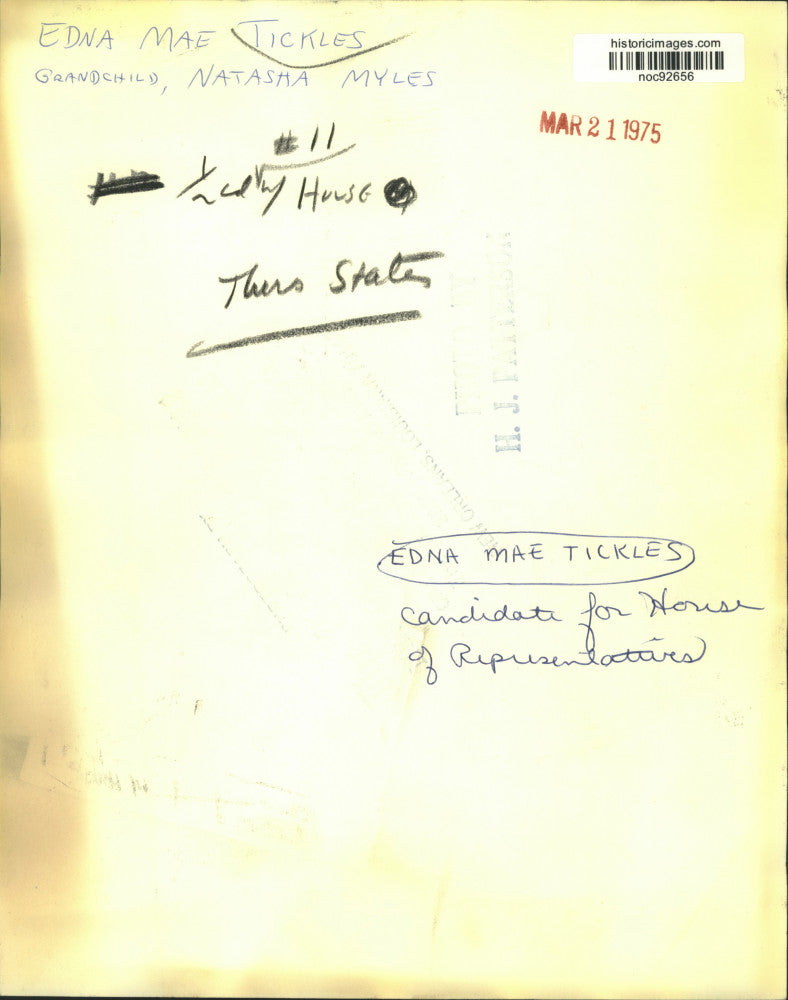 EDNA MAE TICKLES
GRANDCHILD, NATASHA MYLES
historicimages.com
noc92656
MAR 21 1975
#11
House
Thurs States
H. J.
EDNA MAE TICKLES
candidate for House
of Representatives